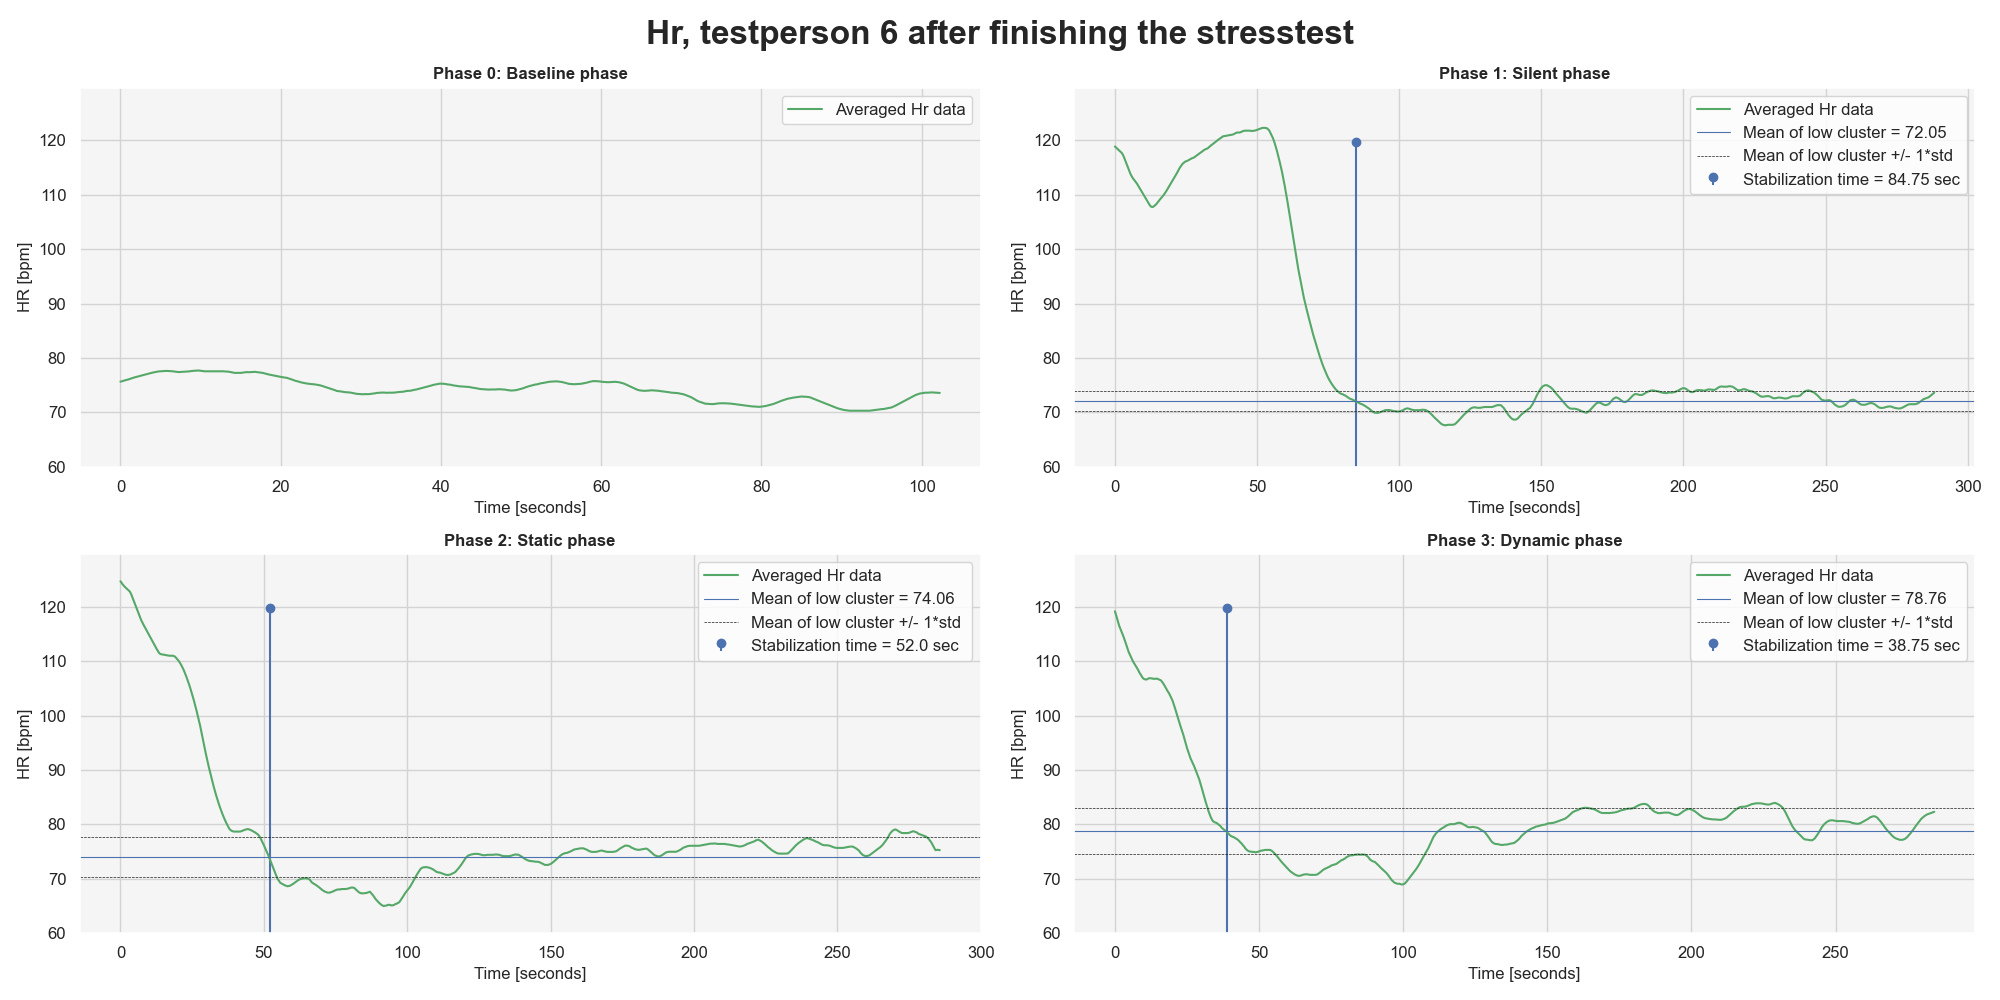 Hr, testperson 6 after finishing the stresstest
Phase 0: Baseline phase
Averaged Hr data
HR [bpm]
120
110
100
90
80
70
60
0 20 40 60 80 100
Time [seconds]
Phase 1: Silent phase
Averaged Hr data
Mean of low cluster = 72.05
Mean of low cluster +/- 1*std
Stabilization time = 84.75 sec
HR [bpm]
120
110
100
90
80
70
60
0 50 100 150 200 250 300
Time [seconds]
Phase 2: Static phase
Averaged Hr data
Mean of low cluster = 74.06
Mean of low cluster +/- 1*std
Stabilization time = 52.0 sec
HR [bpm]
120
110
100
90
80
70
60
0 50 100 150 200 250 300
Time [seconds]
Phase 3: Dynamic phase
Averaged Hr data
Mean of low cluster = 78.76
Mean of low cluster +/- 1*std
Stabilization time = 38.75 sec
HR [bpm]
120
110
100
90
80
70
60
0 50 100 150 200 250
Time [seconds]